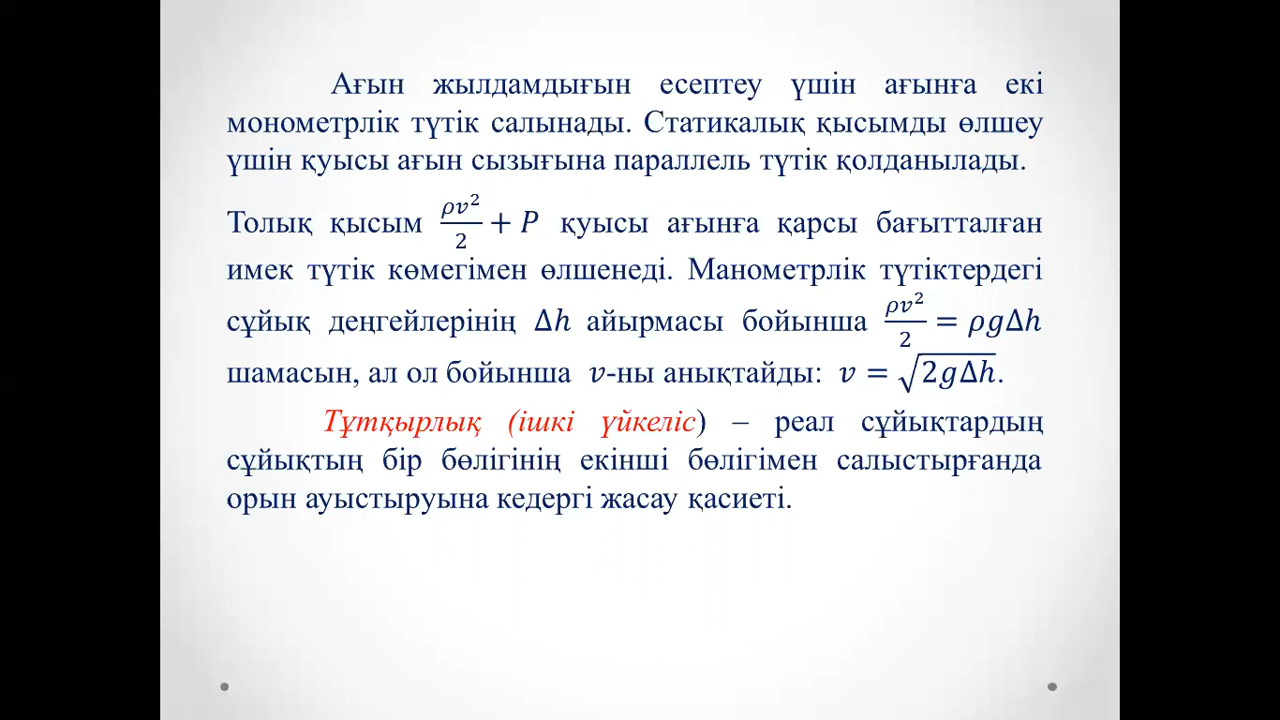 Ағын жылдамдығын есептеу үшін ағынға екі
монометрлік түтік салынады. Статикалық қысымды өлшеу
үшін қуысы ағын сызығына параллель түтік қолданылады.
Толық қысым ρv²/2 + P қуысы ағынға қарсы бағытталған
имек түтік көмегімен өлшенеді. Манометрлік түтіктердегі
сұйық деңгейлерінің Δh айырмасы бойынша ρv²/2 = ρgΔh
шамасын, ал ол бойынша v-ны анықтайды: v = √2gΔh.
Тұтқырлық (ішкі үйкеліс) – реал сұйықтардың
сұйықтың бір бөлігінің екінші бөлігімен салыстырғанда
орын ауыстыруына кедергі жасау қасиеті.